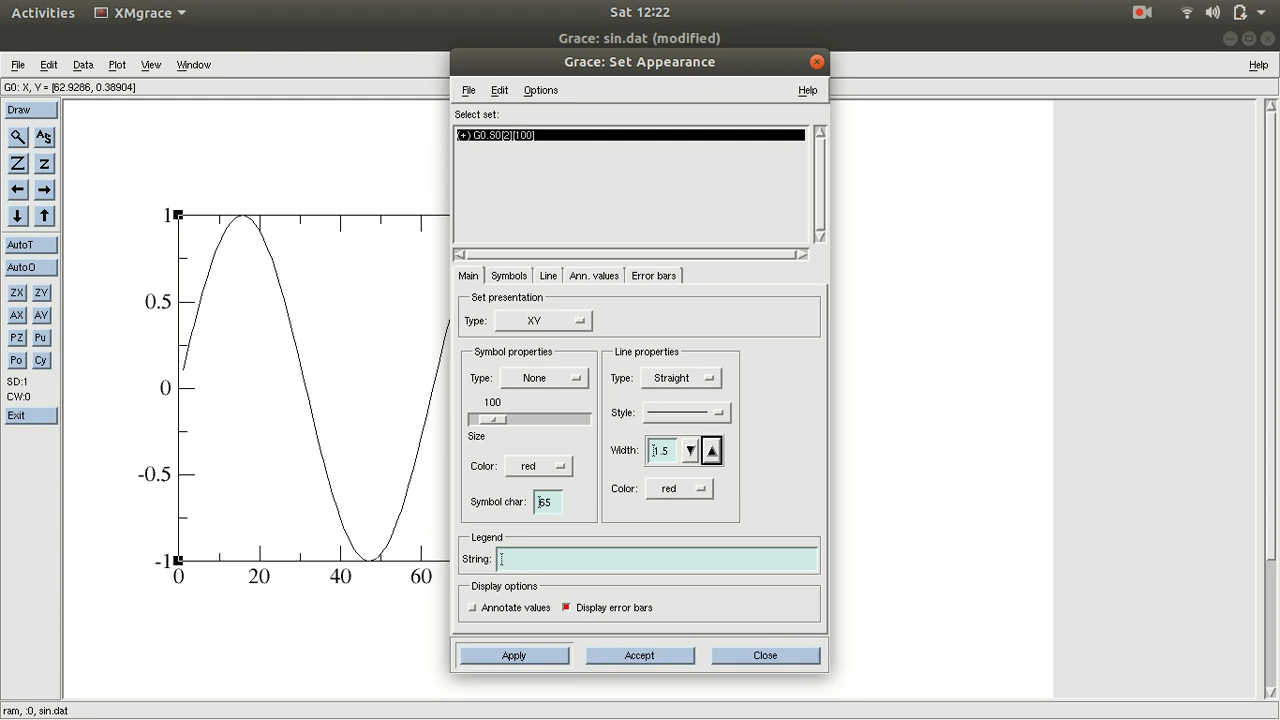 Activities XMgrace Sat 12:22
Grace: sin.dat (modified)
Grace: Set Appearance
File Edit Data Plot View Window Help
File Edit Options Help
G0: X, Y = [62.9286, 0.38904]
Draw
AS
Z z
AutoT
AutoO
ZX ZY
AX AY
PZ Pu
Po Cy
SD:1
CW:0
Exit
1
0.5
0
-0.5
-1
0 20 40 60
Select set:
(+) G0.S0[2][100]
Main Symbols Line Ann. values Error bars
Set presentation
Type: XY
Symbol properties
Type: None
100
Size
Color: red
Symbol char: 65
Line properties
Type: Straight
Style:
Width: 1.5
Color: red
Legend
String:
Display options
Annotate values Display error bars
Apply Accept Close
ram, :0, sin.dat